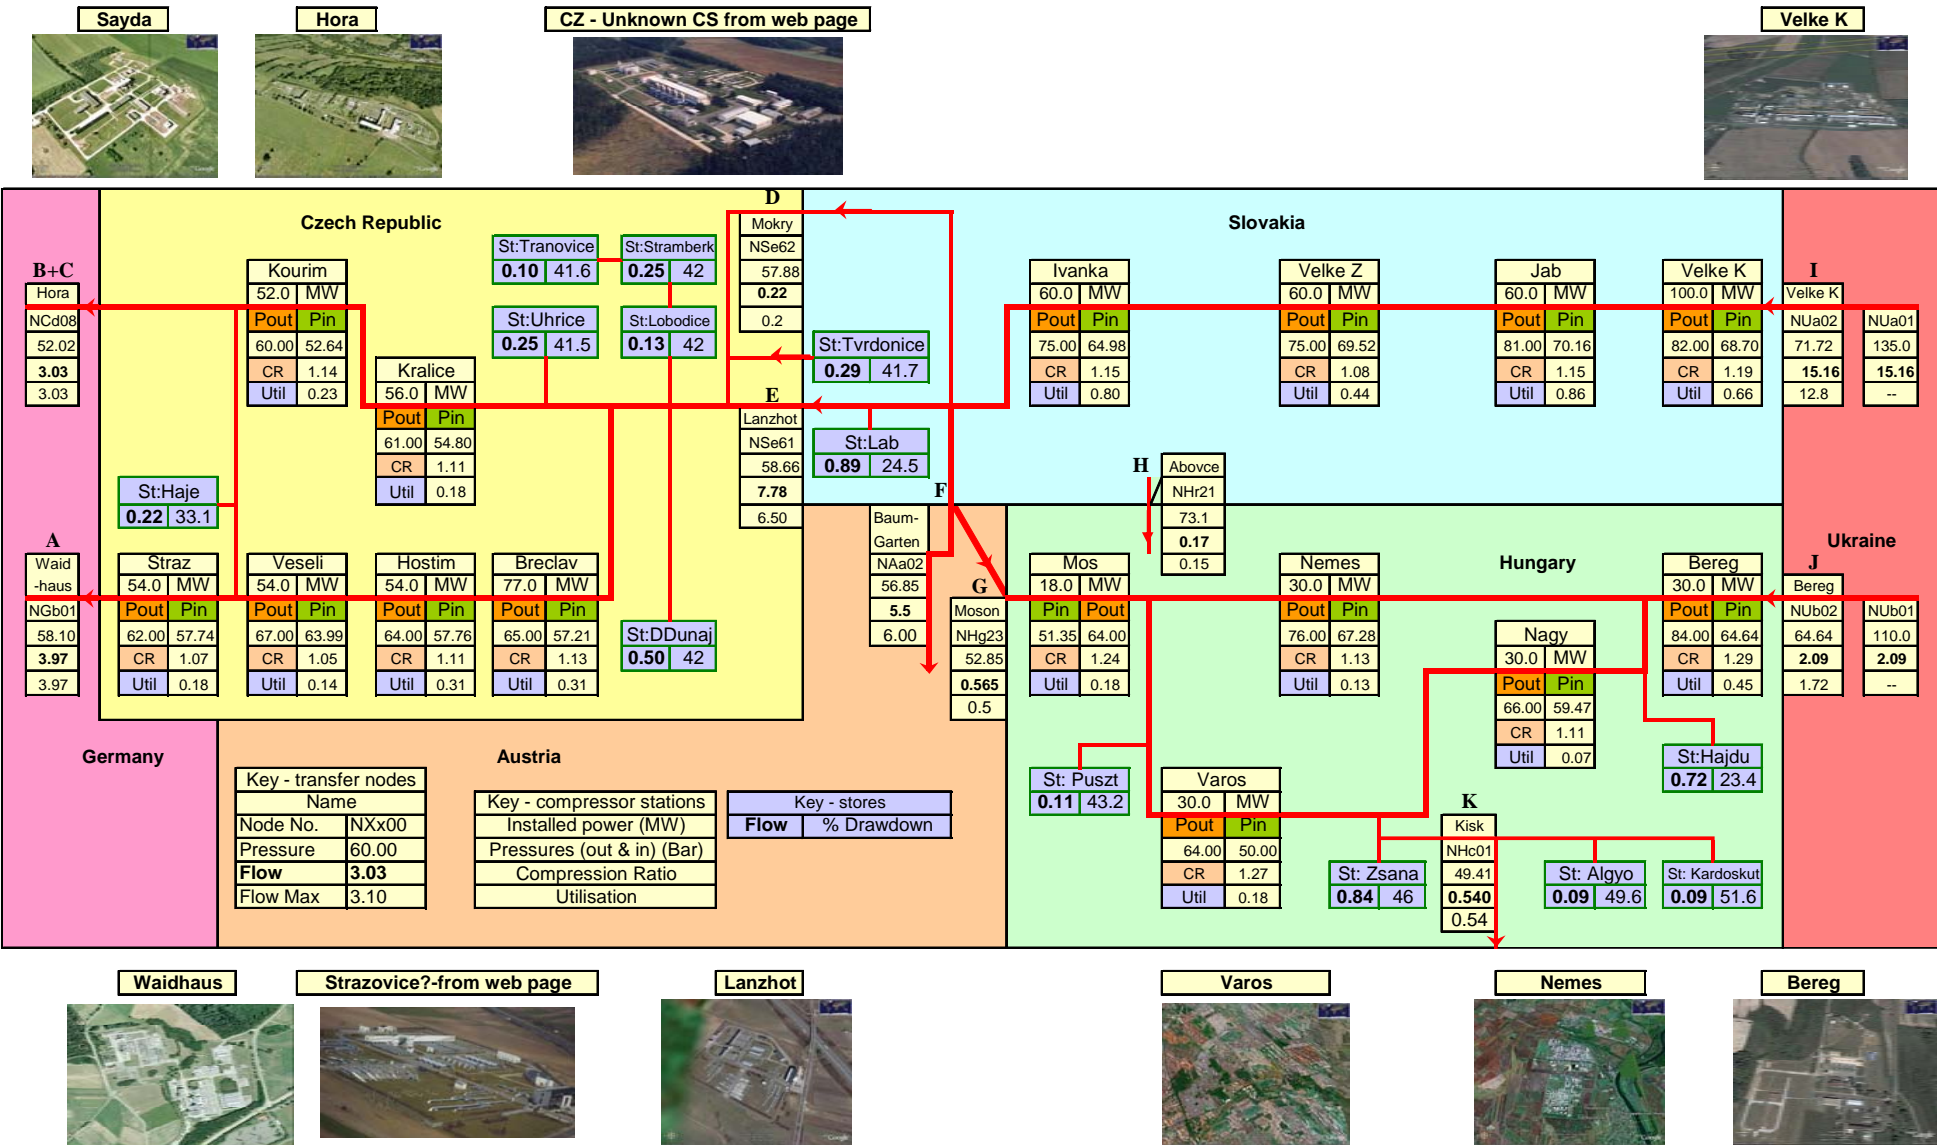 Sayda
Hora
CZ - Unknown CS from web page
Velke K
Czech Republic
Slovakia
Hungary
Ukraine
Germany
Austria
B+C
Hora
NCd08
52.02
3.03
3.03
A
Waid
-haus
NGb01
58.10
3.97
3.97
Kourim
52.0 MW
Pout Pin
60.00 52.64
CR 1.14
Util 0.23
Kralice
56.0 MW
Pout Pin
61.00 54.80
CR 1.11
Util 0.18
St:Tranovice
0.10 41.6
St:Stramberk
0.25 42
St:Uhrice
0.25 41.5
St:Lobodice
0.13 42
St:Haje
0.22 33.1
Straz
54.0 MW
Pout Pin
62.00 57.74
CR 1.07
Util 0.18
Veseli
54.0 MW
Pout Pin
67.00 63.99
CR 1.05
Util 0.14
Hostim
54.0 MW
Pout Pin
64.00 57.76
CR 1.11
Util 0.31
Breclav
77.0 MW
Pout Pin
65.00 57.21
CR 1.13
Util 0.31
St:DDunaj
0.50 42
D
Mokry
NSe62
57.88
0.22
0.2
E
Lanzhot
NSe61
58.66
7.78
6.50
St:Tvrdonice
0.29 41.7
St:Lab
0.89 24.5
F
Baum-
Garten
NAa02
56.85
5.5
6.00
G
Moson
NHg23
52.85
0.565
0.5
Ivanka
60.0 MW
Pout Pin
75.00 64.98
CR 1.15
Util 0.80
Velke Z
60.0 MW
Pout Pin
75.00 69.52
CR 1.08
Util 0.44
Jab
60.0 MW
Pout Pin
81.00 70.16
CR 1.15
Util 0.86
Velke K
100.0 MW
Pout Pin
82.00 68.70
CR 1.19
Util 0.66
I
Velke K
NUa02
71.72
15.16
12.8
NUa01
135.0
15.16
--
H
Abovce
NHr21
73.1
0.17
0.15
Mos
18.0 MW
Pin Pout
51.35 64.00
CR 1.24
Util 0.18
Nemes
30.0 MW
Pout Pin
76.00 67.28
CR 1.13
Util 0.13
Nagy
30.0 MW
Pout Pin
66.00 59.47
CR 1.11
Util 0.07
Bereg
30.0 MW
Pout Pin
84.00 64.64
CR 1.29
Util 0.45
J
Bereg
NUb02
64.64
2.09
1.72
NUb01
110.0
2.09
--
St: Puszt
0.11 43.2
Varos
30.0 MW
Pout Pin
64.00 50.00
CR 1.27
Util 0.18
St:Hajdu
0.72 23.4
K
Kisk
NHc01
49.41
0.540
0.54
St: Zsana
0.84 46
St: Algyo
0.09 49.6
St: Kardoskut
0.09 51.6
Key - transfer nodes
Name
Node No. NXx00
Pressure 60.00
Flow 3.03
Flow Max 3.10
Key - compressor stations
Installed power (MW)
Pressures (out & in) (Bar)
Compression Ratio
Utilisation
Key - stores
Flow % Drawdown
Waidhaus
Strazovice?-from web page
Lanzhot
Varos
Nemes
Bereg